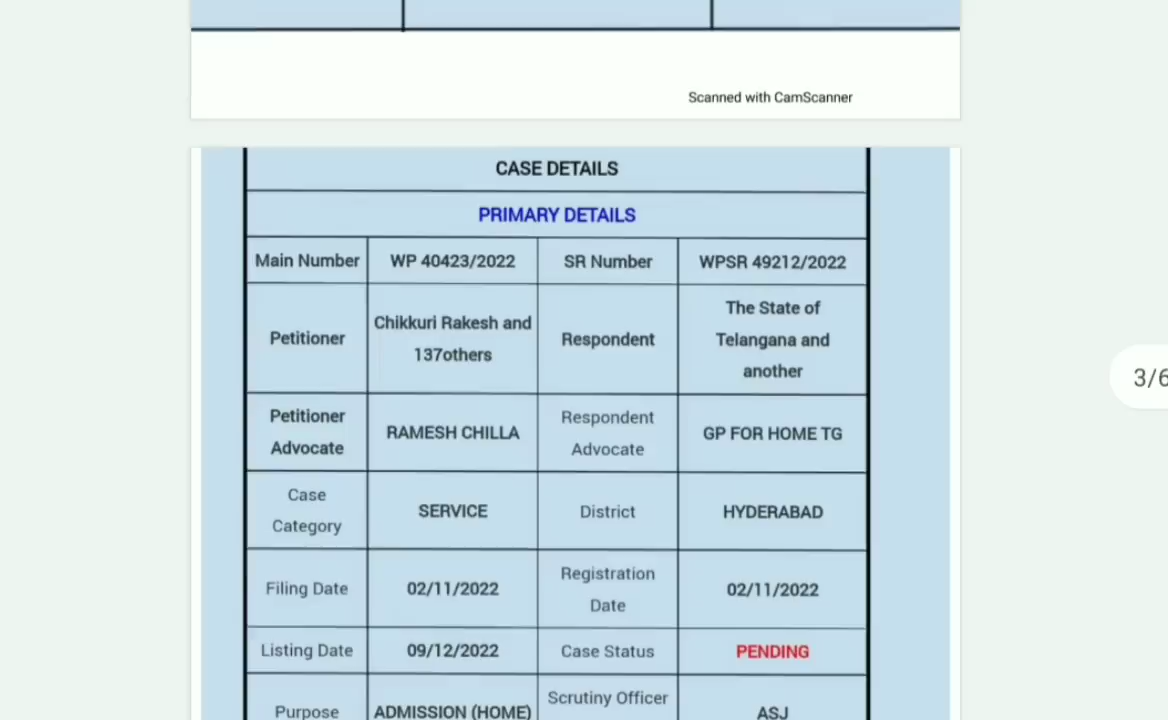 Scanned with CamScanner
CASE DETAILS
PRIMARY DETAILS
Main Number WP 40423/2022 SR Number WPSR 49212/2022
Petitioner Chikkuri Rakesh and 137others Respondent The State of Telangana and another
Petitioner Advocate RAMESH CHILLA Respondent Advocate GP FOR HOME TG
Case Category SERVICE District HYDERABAD
Filing Date 02/11/2022 Registration Date 02/11/2022
Listing Date 09/12/2022 Case Status PENDING
Purpose ADMISSION (HOME) Scrutiny Officer ASJ
3/6